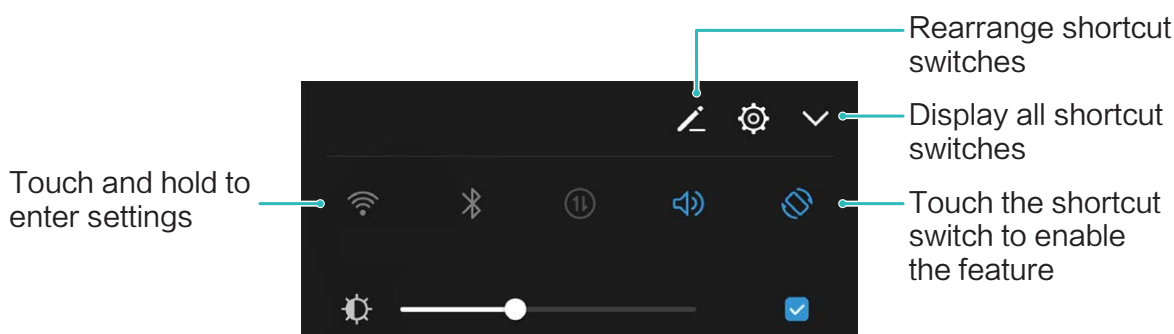 Rearrange shortcut
switches
Display all shortcut
switches
Touch and hold to
enter settings
Touch the shortcut
switch to enable
the feature